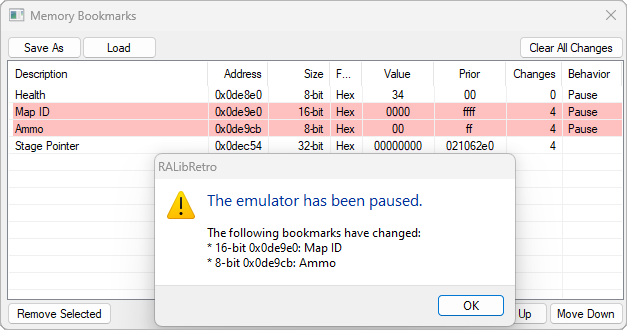 Memory Bookmarks
Save As Load Clear All Changes
Description Address Size F... Value Prior Changes Behavior
Health 0x0de8e0 8-bit Hex 34 00 0 Pause
Map ID 0x0de9e0 16-bit Hex 0000 ffff 4 Pause
Ammo 0x0de9cb 8-bit Hex 00 ff 4 Pause
Stage Pointer 0x0dec54 32-bit Hex 00000000 021062e0 4
RALibRetro
The emulator has been paused.
The following bookmarks have changed:
* 16-bit 0x0de9e0: Map ID
* 8-bit 0x0de9cb: Ammo
OK
Remove Selected Up Move Down